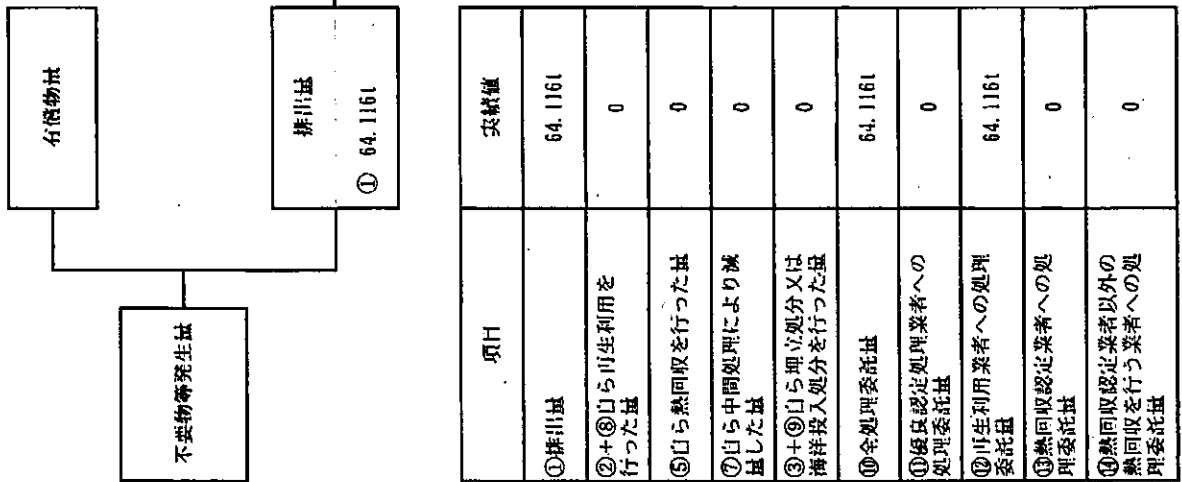 不要物等発生量
有償物量
排出量
① 64.116t
項目
実績値
①排出量
64.116t
②+⑧自ら再生利用を
行った量
0
⑤自ら熱回収を行った量
0
⑦自ら中間処理により減
量した量
0
③+⑨自ら埋立処分又は
海洋投入処分を行った量
0
⑩全処理委託量
64.116t
⑪優良認定処理業者への
処理委託量
0
⑫再生利用業者への処理
委託量
64.116t
⑬熱回収認定業者への処
理委託量
0
⑭熱回収認定業者以外の
熱回収を行う業者への処
理委託量
0